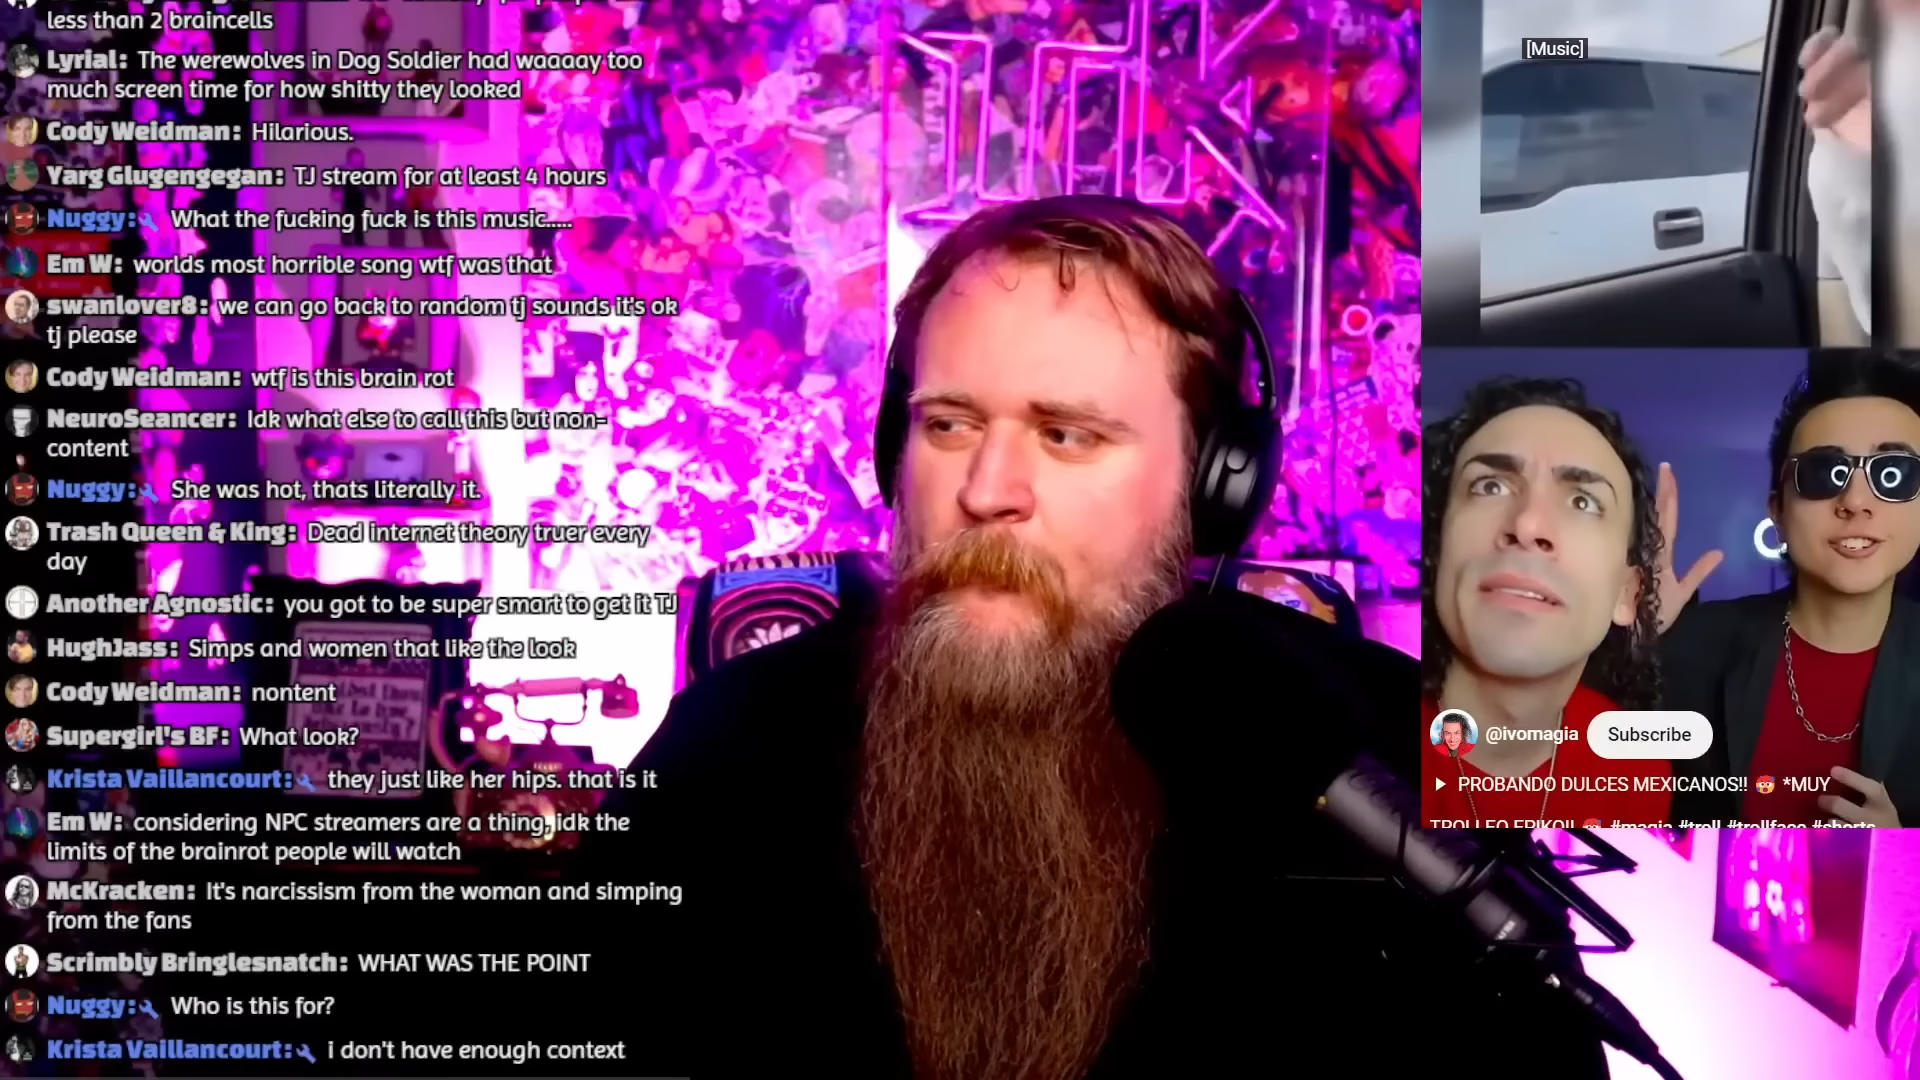 less than 2 braincells
Lyrial: The werewolves in Dog Soldier had waaaay too
much screen time for how shitty they looked
Cody Weidman: Hilarious.
Yarg Glugengegan: TJ stream for at least 4 hours
Nuggy: What the fucking fuck is this music.....
Em W: worlds most horrible song wtf was that
swanlover8: we can go back to random tj sounds it's ok
tj please
Cody Weidman: wtf is this brain rot
NeuroSeancer: Idk what else to call this but non-
content
Nuggy: She was hot, thats literally it.
Trash Queen & King: Dead internet theory truer every
day
Another Agnostic: you got to be super smart to get it TJ
HughJass: Simps and women that like the look
Cody Weidman: nontent
Supergirl's BF: What look?
Krista Vaillancourt: they just like her hips. that is it
Em W: considering NPC streamers are a thing, idk the
limits of the brainrot people will watch
McKracken: It's narcissism from the woman and simping
from the fans
Scrimbly Bringlesnatch: WHAT WAS THE POINT
Nuggy: Who is this for?
Krista Vaillancourt: i don't have enough context
[Music]
@ivomagia Subscribe
PROBANDO DULCES MEXICANOS!! 🤯 *MUY
TROLLEO EPIKO!! #magia #troll #trollface #shorts